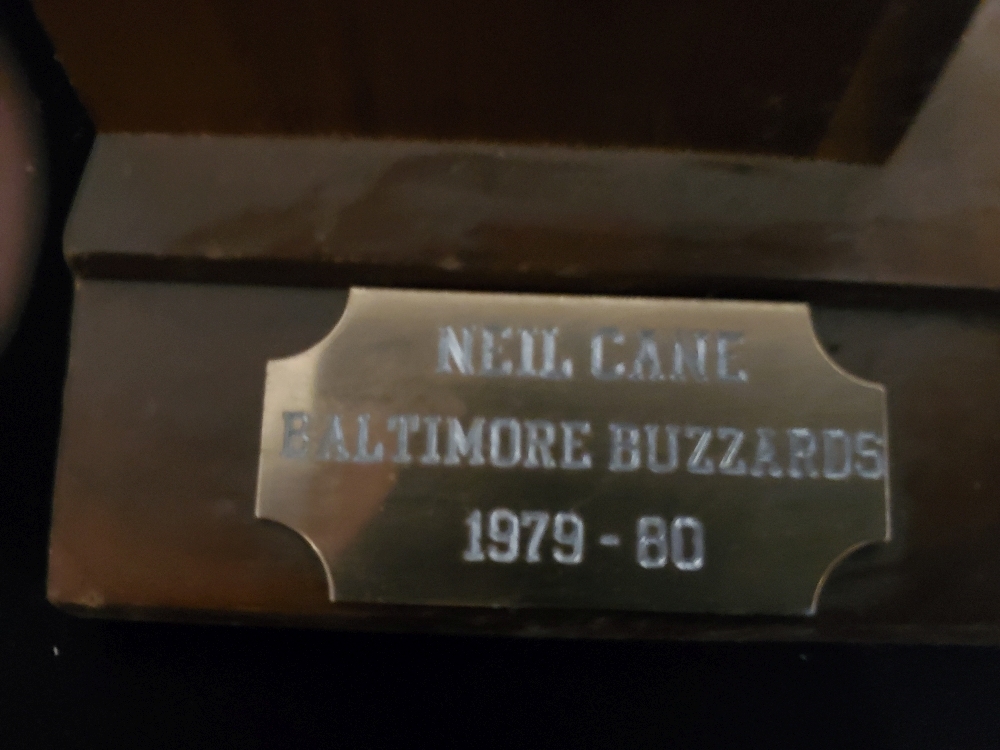 NEIL CANE
BALTIMORE BUZZARDS
1979 - 80